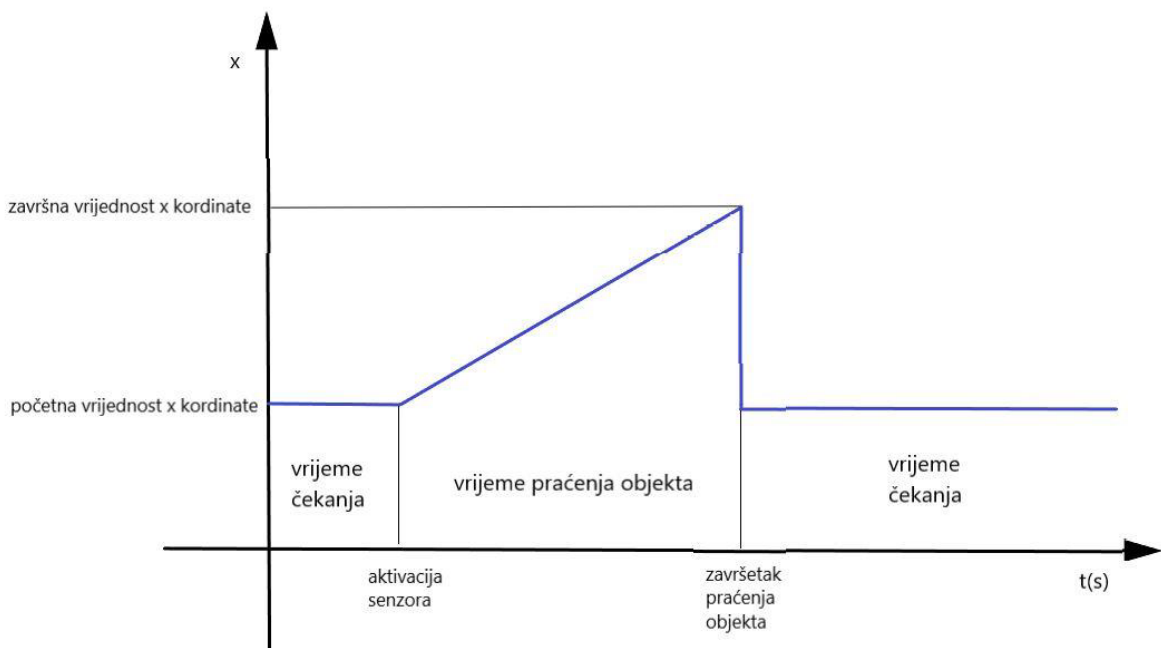 x
završna vrijednost x kordinate
početna vrijednost x kordinate
vrijeme
čekanja
vrijeme praćenja objekta
vrijeme
čekanja
aktivacija
senzora
završetak
praćenja
objekta
t(s)